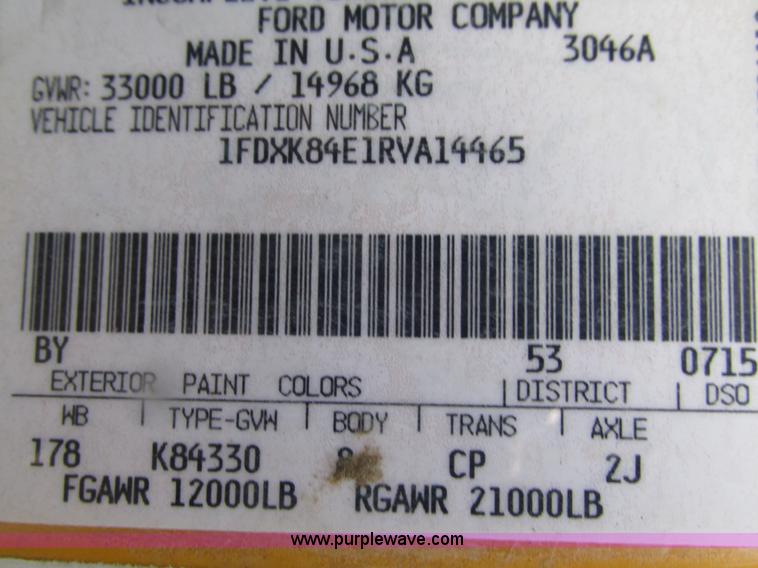 FORD MOTOR COMPANY
MADE IN U.S.A 3046A
GVWR: 33000 LB / 14968 KG
VEHICLE IDENTIFICATION NUMBER
1FDXK84E1RVA14465
BY 53 0715
EXTERIOR PAINT COLORS DISTRICT DSO
WB TYPE-GVW BODY TRANS AXLE
178 K84330 CP 2J
FGAWR 12000LB RGAWR 21000LB
www.purplewave.com